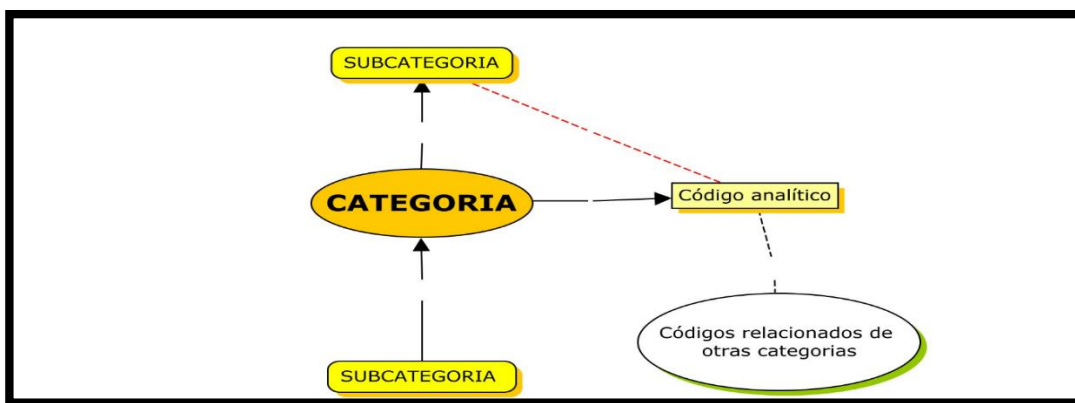 SUBCATEGORIA
CATEGORIA
Código analítico
Códigos relacionados de
otras categorias
SUBCATEGORIA